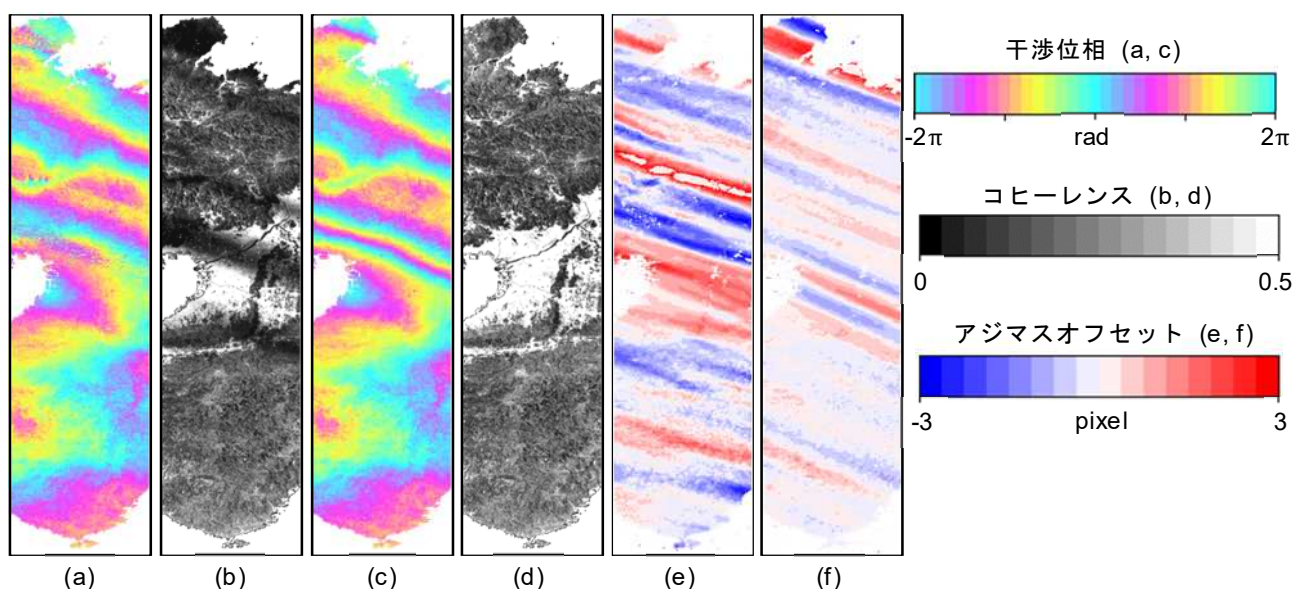 干渉位相 (a, c)
-2π rad 2π
コヒーレンス (b, d)
0 0.5
アジマスオフセット (e, f)
-3 pixel 3
(a) (b) (c) (d) (e) (f)